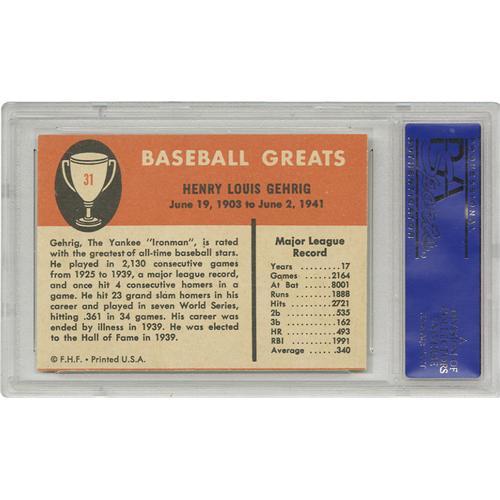 31
BASEBALL GREATS
HENRY LOUIS GEHRIG
June 19, 1903 to June 2, 1941
Gehrig, The Yankee "Ironman", is rated
with the greatest of all-time baseball stars.
He played in 2,130 consecutive games
from 1925 to 1939, a major league record,
and once hit 4 consecutive homers in a
game. He hit 23 grand slam homers in his
career and played in seven World Series,
hitting .361 in 34 games. His career was
ended by illness in 1939. He was elected
to the Hall of Fame in 1939.
© F.H.F. • Printed U.S.A.
Major League
Record
Years ..... 17
Games .... 2164
At Bat .... 8001
Runs ..... 1888
Hits ...... 2721
2b ....... 535
3b ....... 162
HR ....... 493
RBI ...... 1991
Average .... .340
PSA
A
DIVISION OF
COLLECTORS
UNIVERSE